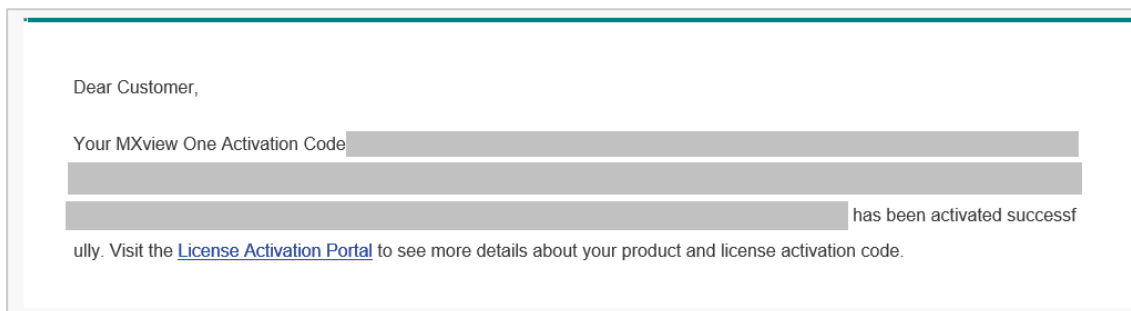 Dear Customer,
Your MXview One Activation Code
has been activated successf
ully. Visit the License Activation Portal to see more details about your product and license activation code.